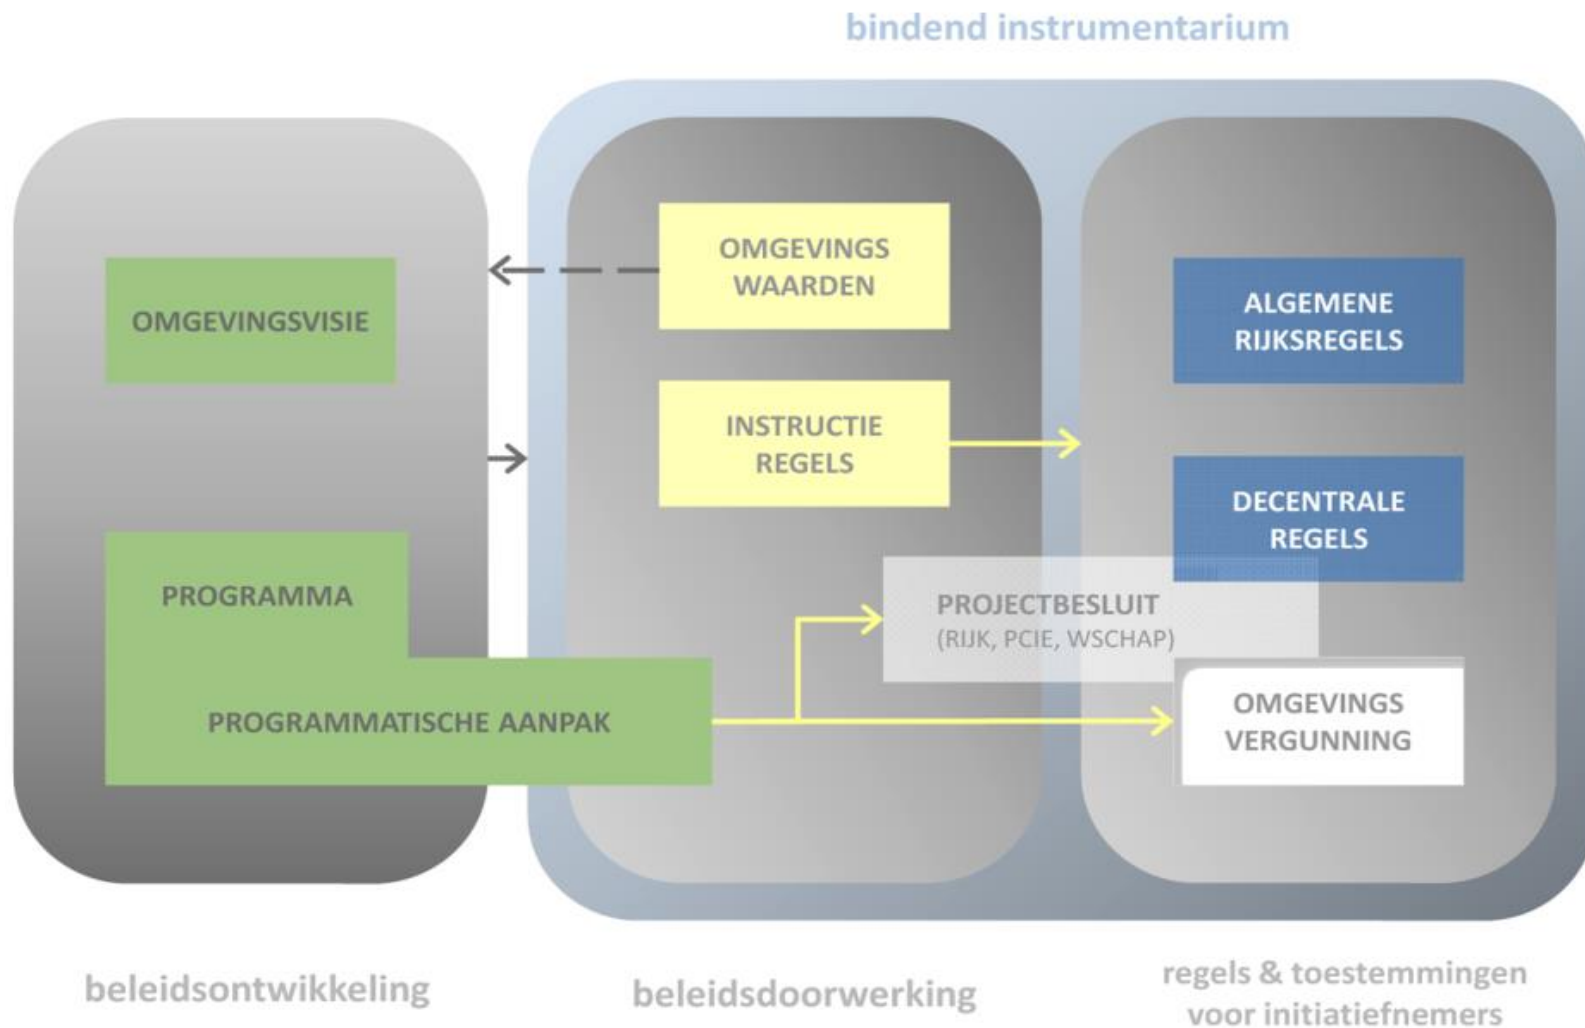 bindend instrumentarium
OMGEVINGSVISIE
PROGRAMMA
PROGRAMMATISCHE AANPAK
OMGEVINGS
WAARDEN
INSTRUCTIE
REGELS
PROJECTBESLUIT
(RIJK, PCIE, WSCHAP)
ALGEMENE
RIJKSREGELS
DECENTRALE
REGELS
OMGEVINGS
VERGUNNING
beleidsontwikkeling
beleidsdoorwerking
regels & toestemmingen
voor initiatiefnemers